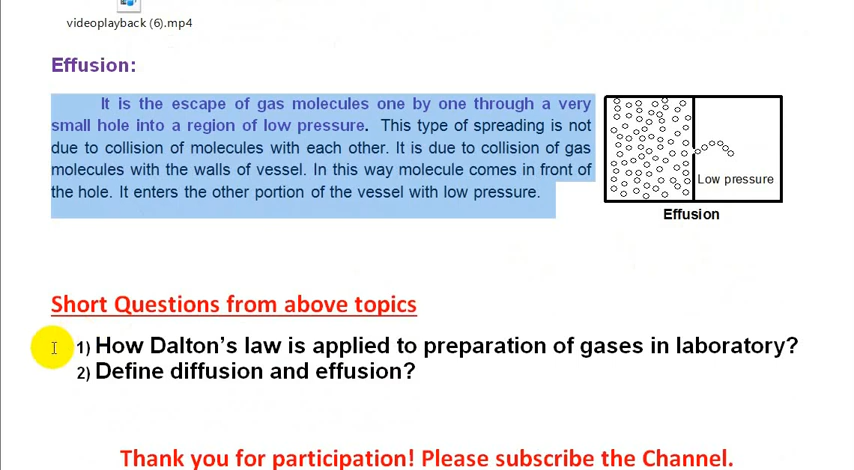 videoplayback (6).mp4
Effusion:
It is the escape of gas molecules one by one through a very
small hole into a region of low pressure. This type of spreading is not
due to collision of molecules with each other. It is due to collision of gas
molecules with the walls of vessel. In this way molecule comes in front of
the hole. It enters the other portion of the vessel with low pressure.
Low pressure
Effusion
Short Questions from above topics
1) How Dalton's law is applied to preparation of gases in laboratory?
2) Define diffusion and effusion?
Thank you for participation! Please subscribe the Channel.